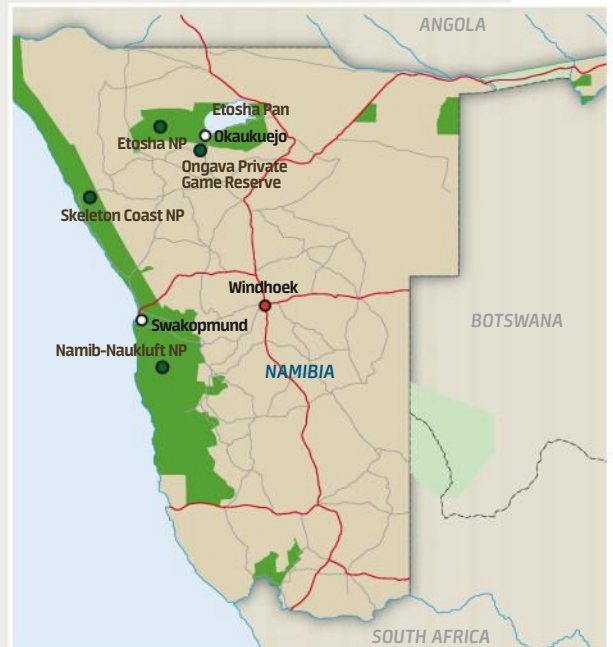 ANGOLA
Etosha Pan
Okaukuejo
Etosha NP
Ongava Private
Game Reserve
Skeleton Coast NP
Windhoek
Swakopmund
BOTSWANA
Namib-Naukluft NP
NAMIBIA
SOUTH AFRICA